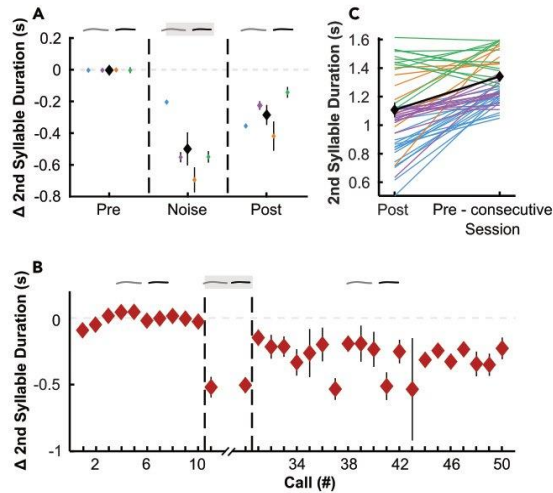 A
Δ 2nd Syllable Duration (s)
0.2
0
-0.2
-0.4
-0.6
-0.8
Pre Noise Post
C
2nd Syllable Duration (s)
1.6
1.4
1.2
1.0
0.8
0.6
Post Pre - consecutive
Session
B
Δ 2nd Syllable Duration (s)
0
-0.5
-1
2 6 10 34 38 42 46 50
Call (#)